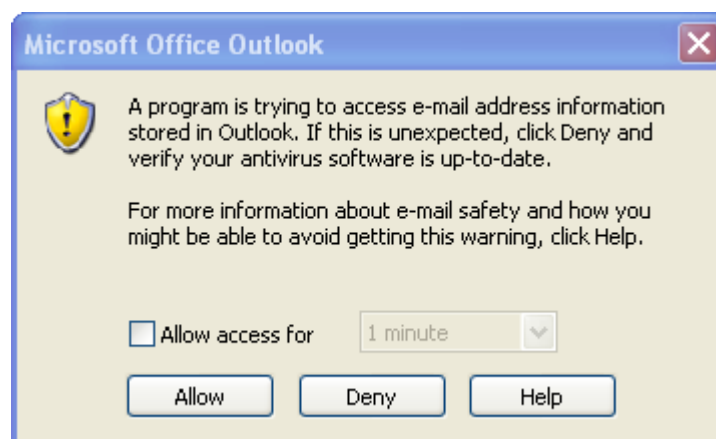 Microsoft Office Outlook
A program is trying to access e-mail address information
stored in Outlook. If this is unexpected, click Deny and
verify your antivirus software is up-to-date.
For more information about e-mail safety and how you
might be able to avoid getting this warning, click Help.
Allow access for 1 minute
Allow Deny Help